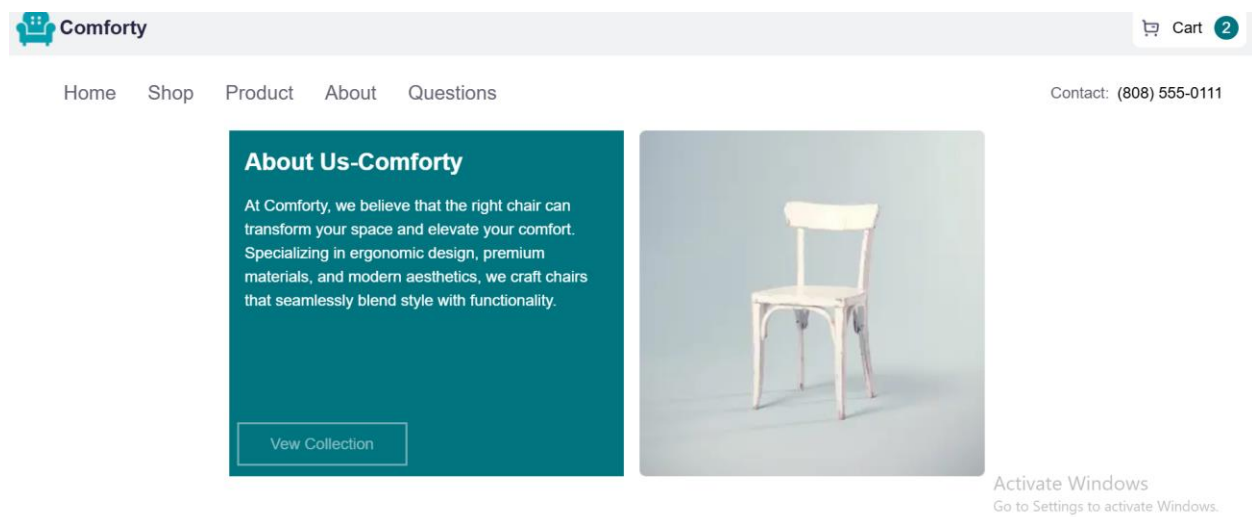 Comforty
Cart 2
Home Shop Product About Questions
Contact: (808) 555-0111
About Us-Comforty
At Comforty, we believe that the right chair can
transform your space and elevate your comfort.
Specializing in ergonomic design, premium
materials, and modern aesthetics, we craft chairs
that seamlessly blend style with functionality.
Vew Collection
Activate Windows
Go to Settings to activate Windows.